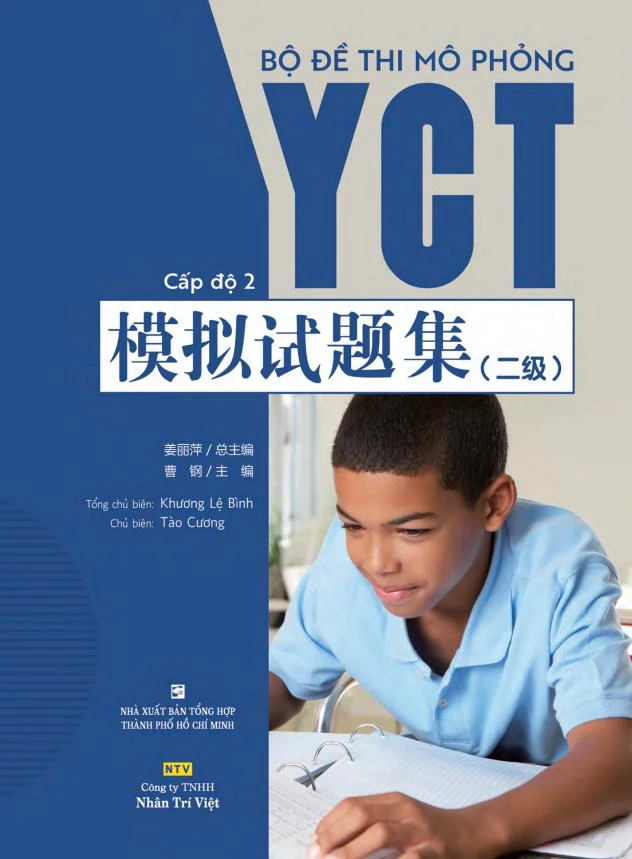 BỘ ĐỀ THI MÔ PHỎNG
YCT
Cấp độ 2
模拟试题集(二级)
姜丽萍/总主编
曹 钢/主 编
Tổng chủ biên: Khương Lệ Bình
Chủ biên: Tào Cương
NHÀ XUẤT BẢN TỔNG HỢP
THÀNH PHỐ HỒ CHÍ MINH
NTV
Công ty TNHH
Nhân Trí Việt